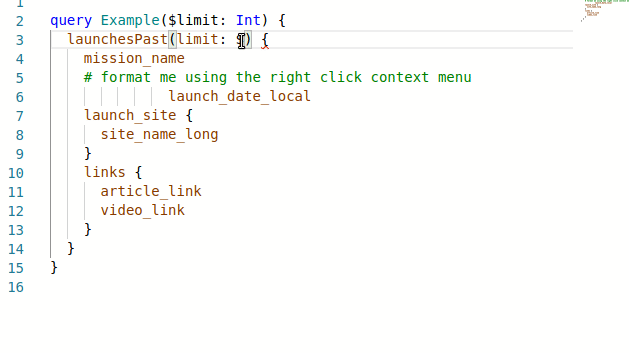 1
2 query Example($limit: Int) {
3 launchesPast(limit: $) {
4 mission_name
5 # format me using the right click context menu
6 launch_date_local
7 launch_site {
8 site_name_long
9 }
10 links {
11 article_link
12 video_link
13 }
14 }
15 }
16